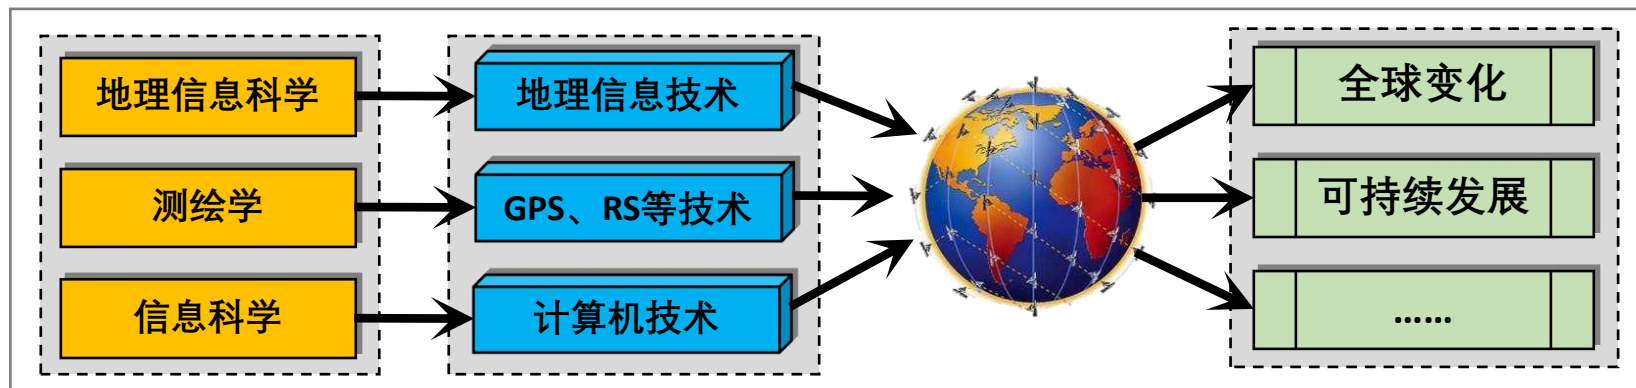 地理信息科学
地理信息技术
全球变化
测绘学
GPS、RS等技术
可持续发展
信息科学
计算机技术
……